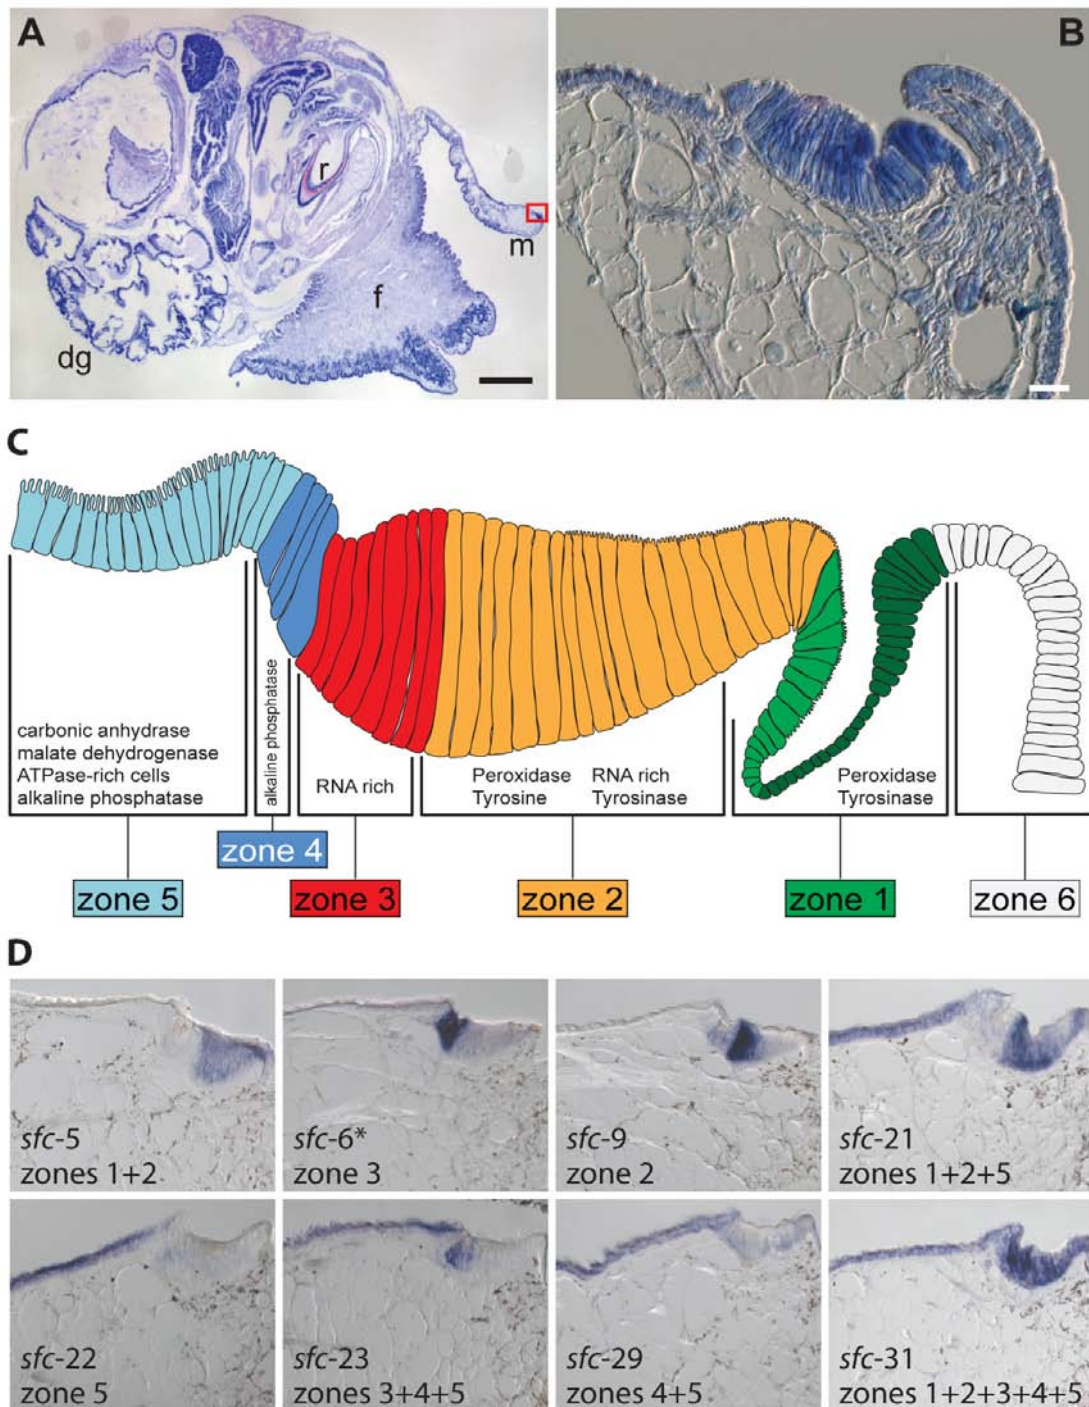 A
B
r
m
f
dg
C
carbonic anhydrase
malate dehydrogenase
ATPase-rich cells
alkaline phosphatase
alkaline phosphatase
RNA rich
Peroxidase RNA rich
Tyrosine Tyrosinase
Peroxidase
Tyrosinase
zone 5
zone 4
zone 3
zone 2
zone 1
zone 6
D
sfc-5
zones 1+2
sfc-6*
zone 3
sfc-9
zone 2
sfc-21
zones 1+2+5
sfc-22
zone 5
sfc-23
zones 3+4+5
sfc-29
zones 4+5
sfc-31
zones 1+2+3+4+5